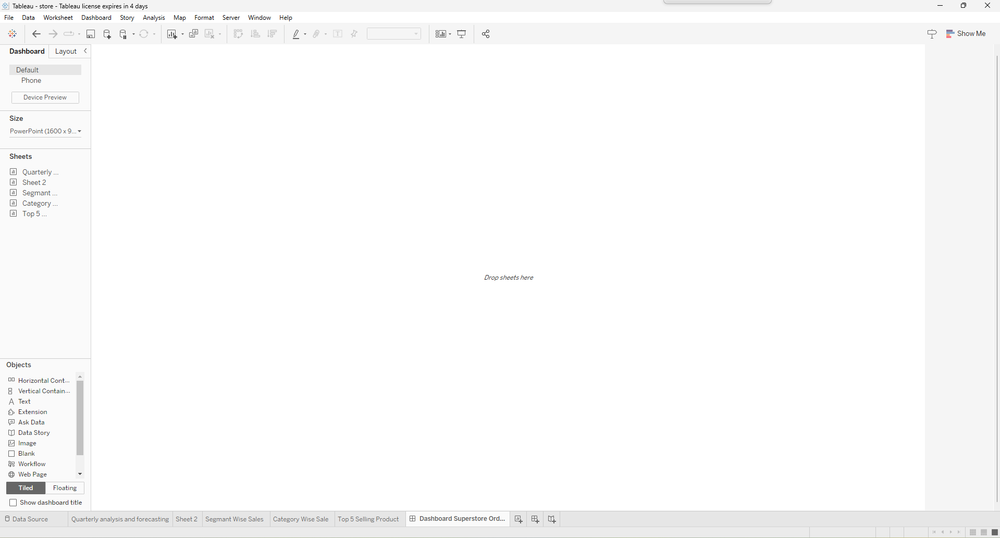 Tableau - store - Tableau license expires in 4 days
File Data Worksheet Dashboard Story Analysis Map Format Server Window Help
Show Me
Dashboard Layout
Default
Phone
Device Preview
Size
PowerPoint (1600 x 9...
Sheets
Quarterly ...
Sheet 2
Segmant ...
Category ...
Top 5 ...
Drop sheets here
Objects
Horizontal Cont...
Vertical Contain...
Text
Extension
Ask Data
Data Story
Image
Blank
Workflow
Web Page
Tiled Floating
Show dashboard title
Data Source Quarterly analysis and forecasting Sheet 2 Segmant Wise Sales Category Wise Sale Top 5 Selling Product Dashboard Superstore Ord...